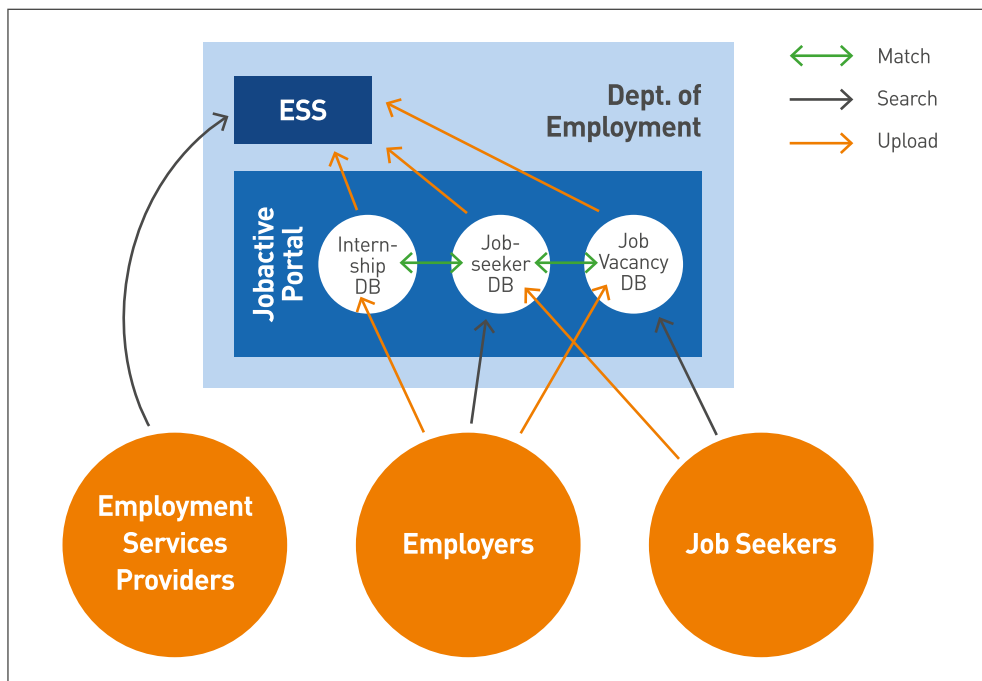 ESS
Dept. of
Employment
Match
Search
Upload
Jobactive
Portal
Intern-
ship
DB
Job-
seeker
DB
Job
Vacancy
DB
Employment
Services
Providers
Employers
Job Seekers